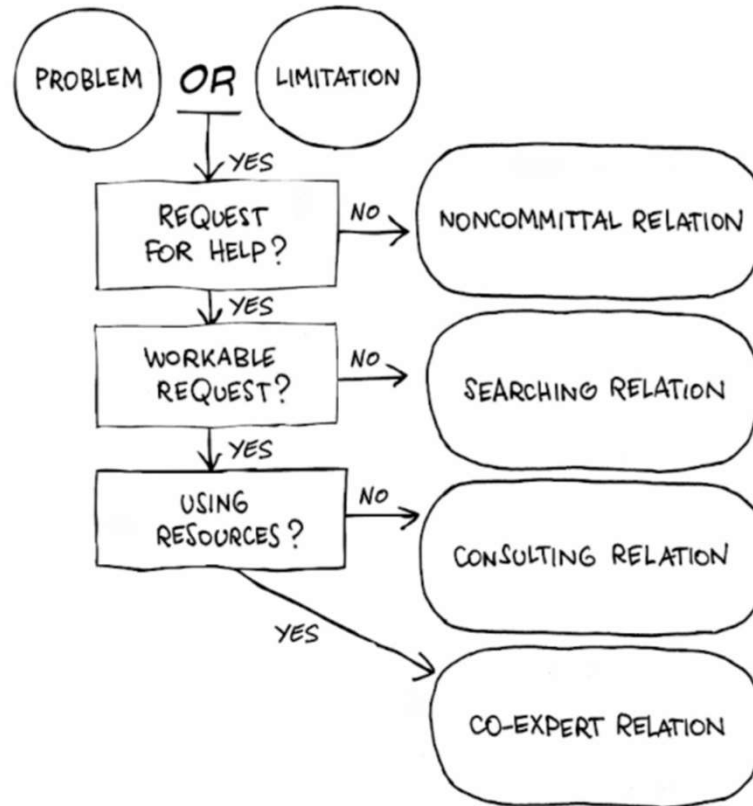 PROBLEM OR LIMITATION
YES
REQUEST
FOR HELP?
NO
NONCOMMITTAL RELATION
YES
WORKABLE
REQUEST?
NO
SEARCHING RELATION
YES
USING
RESOURCES?
NO
CONSULTING RELATION
YES
CO-EXPERT RELATION